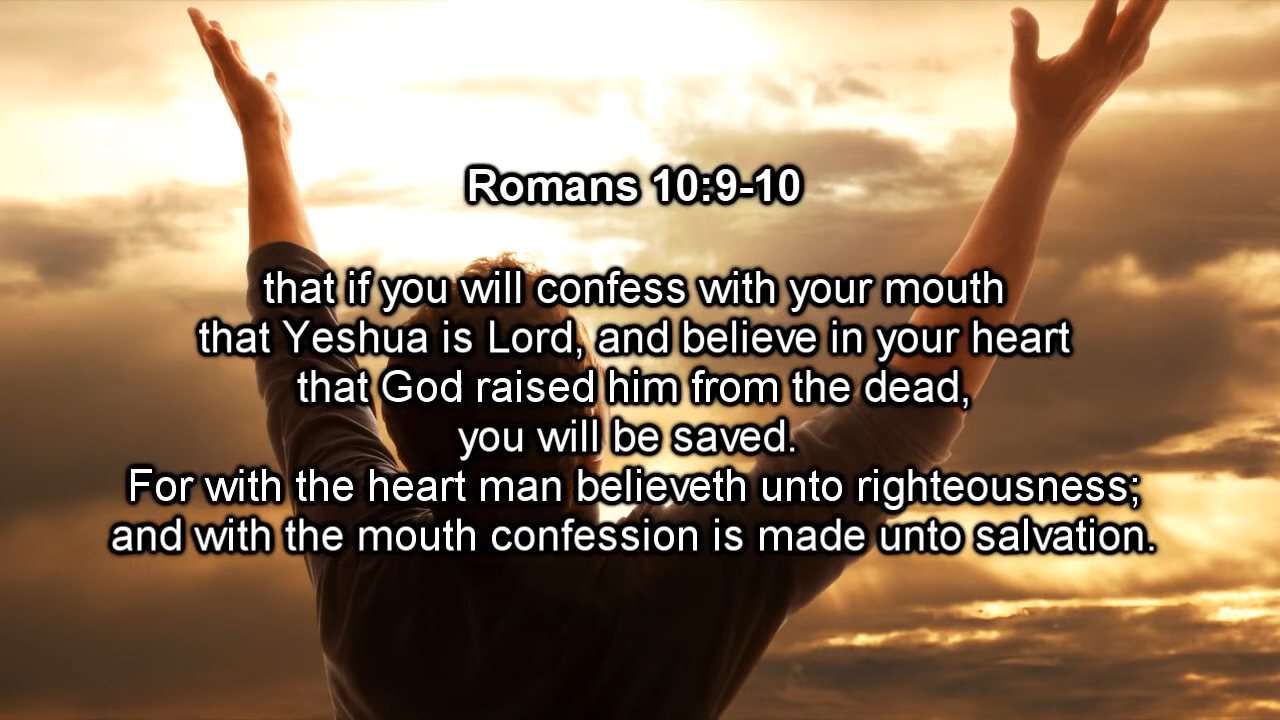 Romans 10:9-10
that if you will confess with your mouth
that Yeshua is Lord, and believe in your heart
that God raised him from the dead,
you will be saved.
For with the heart man believeth unto righteousness;
and with the mouth confession is made unto salvation.